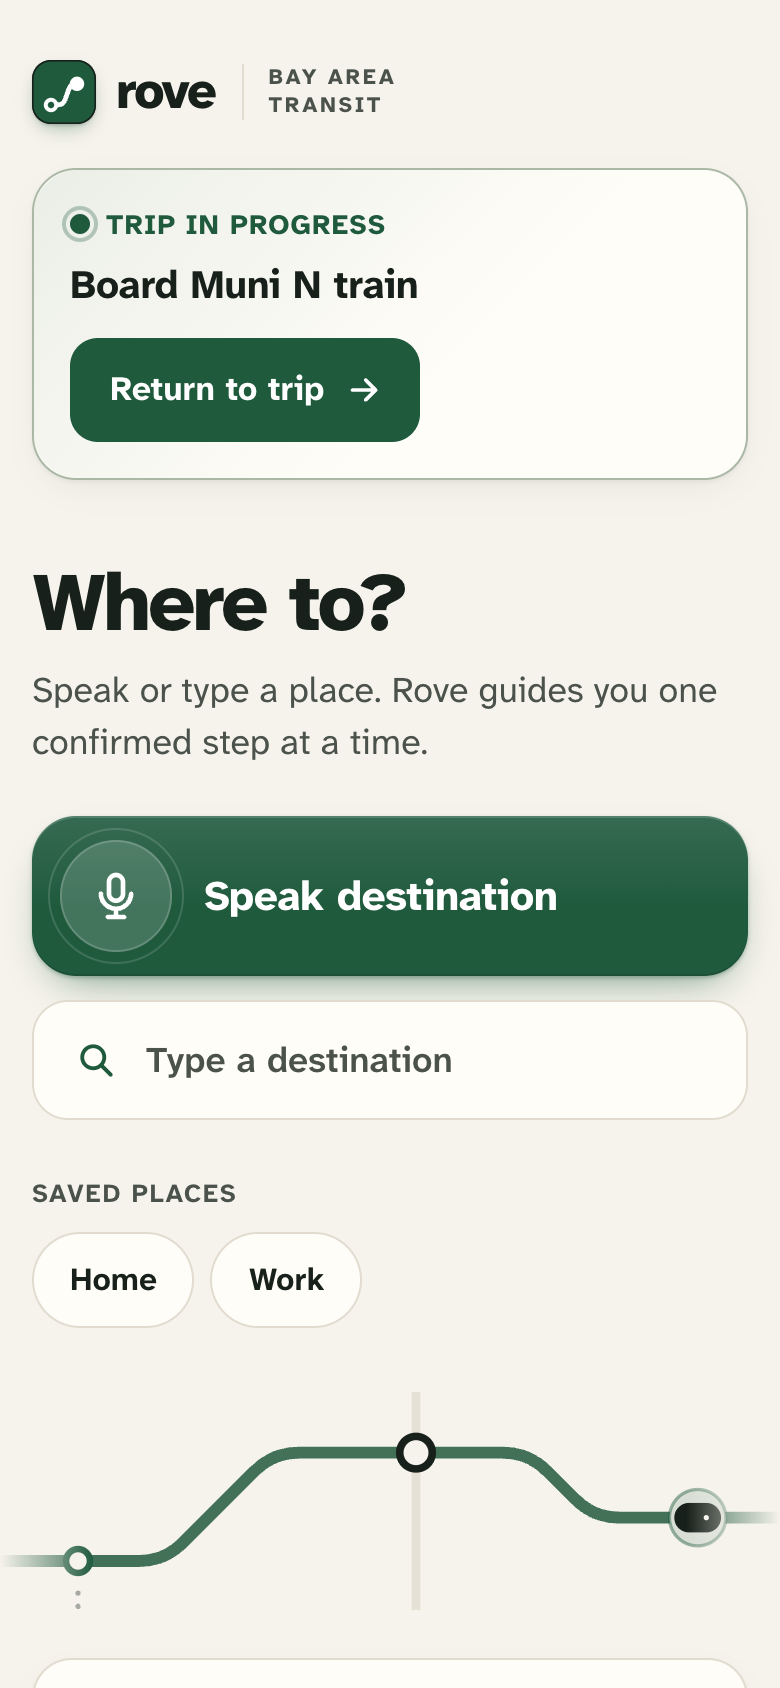 rove
BAY AREA
TRANSIT
TRIP IN PROGRESS
Board Muni N train
Return to trip
Where to?
Speak or type a place. Rove guides you one
confirmed step at a time.
Speak destination
Type a destination
SAVED PLACES
Home
Work